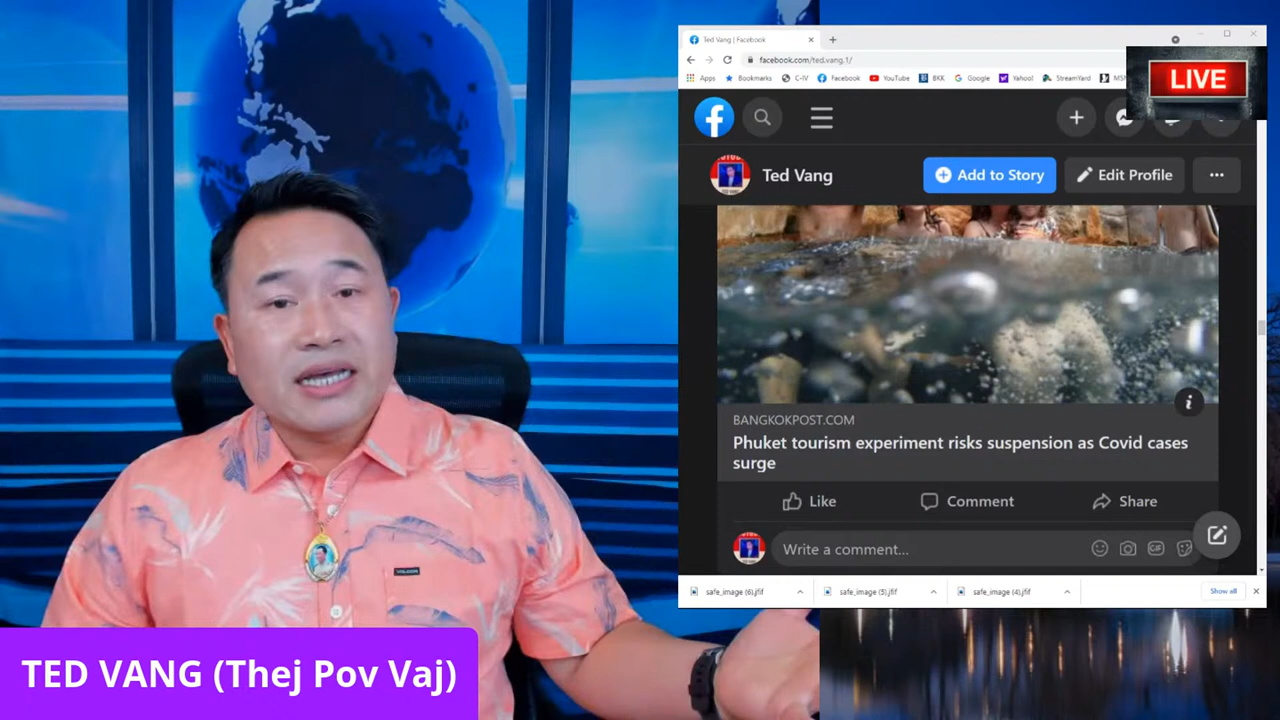 Ted Vang | Facebook
facebook.com/ted.vang.1/
Apps Bookmarks C-IV Facebook YouTube BKK Google Yahoo! StreamYard MSN
LIVE
Ted Vang
Add to Story
Edit Profile
BANGKOKPOST.COM
Phuket tourism experiment risks suspension as Covid cases
surge
Like
Comment
Share
Write a comment...
GIF
safe_image (6).jfif
safe_image (5).jfif
safe_image (4).jfif
Show all
VOLCOM
TED VANG (Thej Pov Vaj)